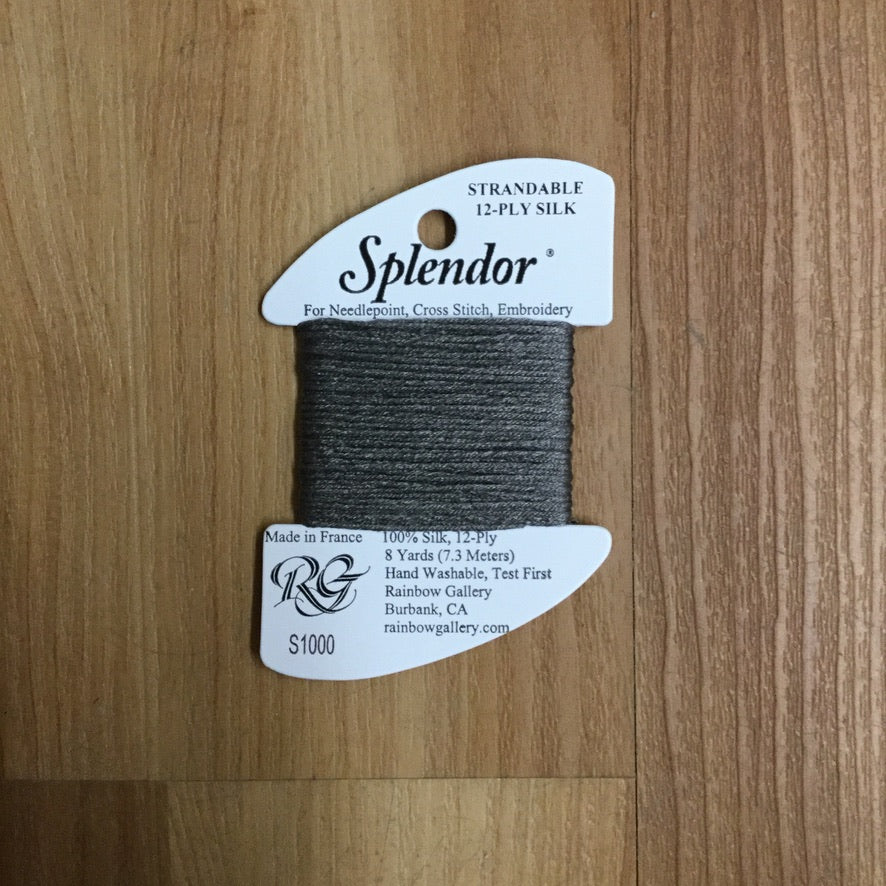 STRANDABLE
12-PLY SILK
Splendor®
For Needlepoint, Cross Stitch, Embroidery
Made in France
100% Silk, 12-Ply
8 Yards (7.3 Meters)
Hand Washable, Test First
Rainbow Gallery
Burbank, CA
rainbowgallery.com
RG
S1000